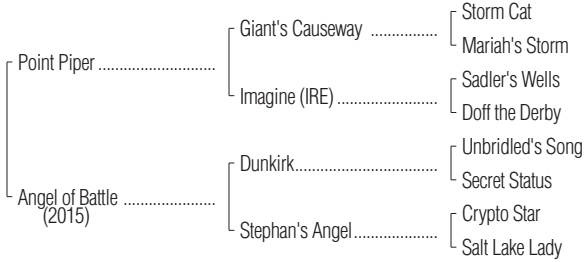 Storm Cat
Giant's Causeway ................
Mariah's Storm
Point Piper ............................
Sadler's Wells
Imagine (IRE) ........................
Doff the Derby
Unbridled's Song
Dunkirk..................................
Secret Status
Angel of Battle ......................
(2015)
Crypto Star
Stephan's Angel....................
Salt Lake Lady